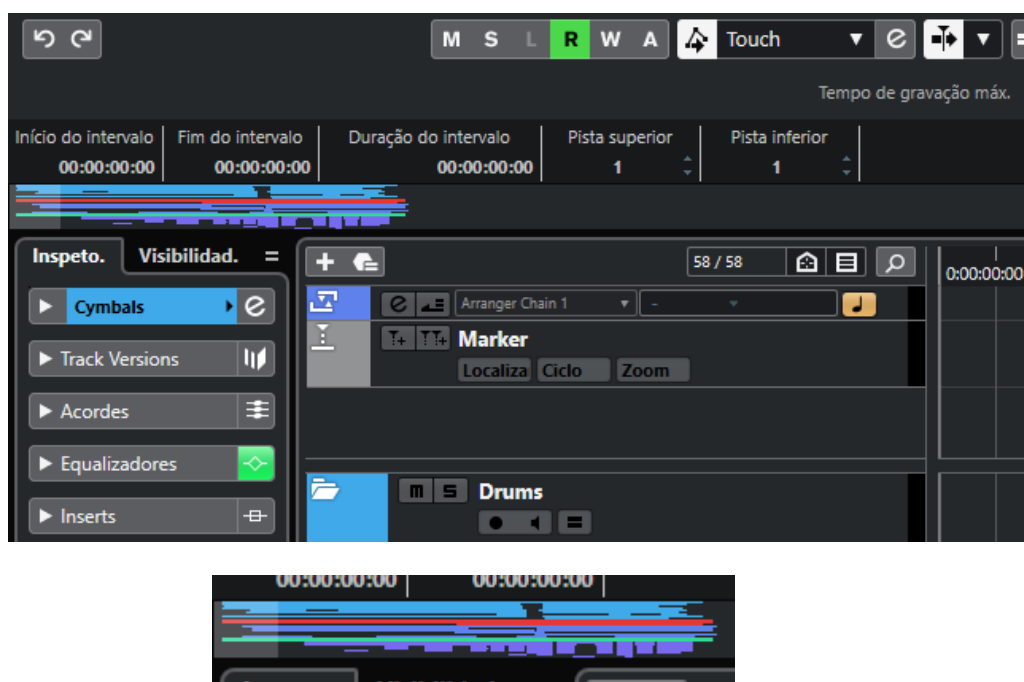 M S L R W A Touch
Tempo de gravação máx.
Início do intervalo Fim do intervalo Duração do intervalo Pista superior Pista inferior
00:00:00:00 00:00:00:00 00:00:00:00 1 1
Inspeto. Visibilidad. 58 / 58 0:00:00:00
Cymbals e Arranger Chain 1 -
Track Versions Marker
Localiza Ciclo Zoom
Acordes
Equalizadores
m S Drums
Inserts
00:00:00:00 00:00:00:00